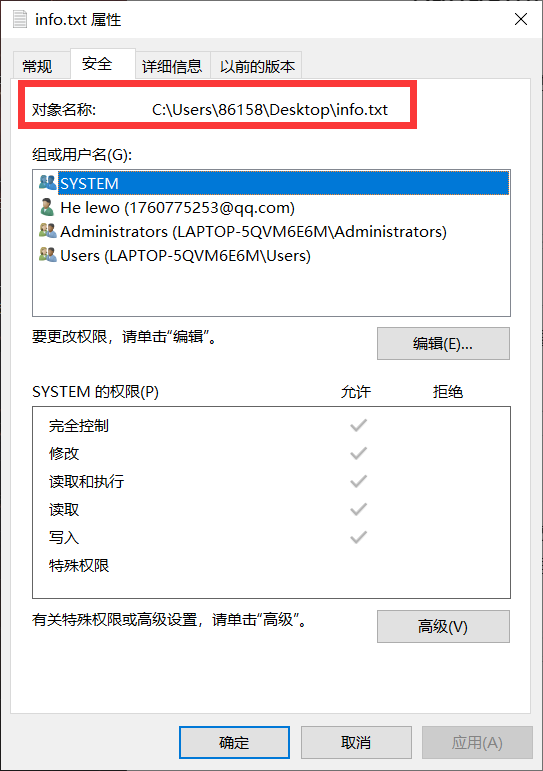 info.txt 属性
常规
安全
详细信息
以前的版本
对象名称: C:\Users\86158\Desktop\info.txt
组或用户名(G):
SYSTEM
He lewo (1760775253@qq.com)
Administrators (LAPTOP-5QVM6E6M\Administrators)
Users (LAPTOP-5QVM6E6M\Users)
要更改权限，请单击“编辑”。
编辑(E)...
SYSTEM 的权限(P) 允许 拒绝
完全控制
修改
读取和执行
读取
写入
特殊权限
有关特殊权限或高级设置，请单击“高级”。
高级(V)
确定
取消
应用(A)